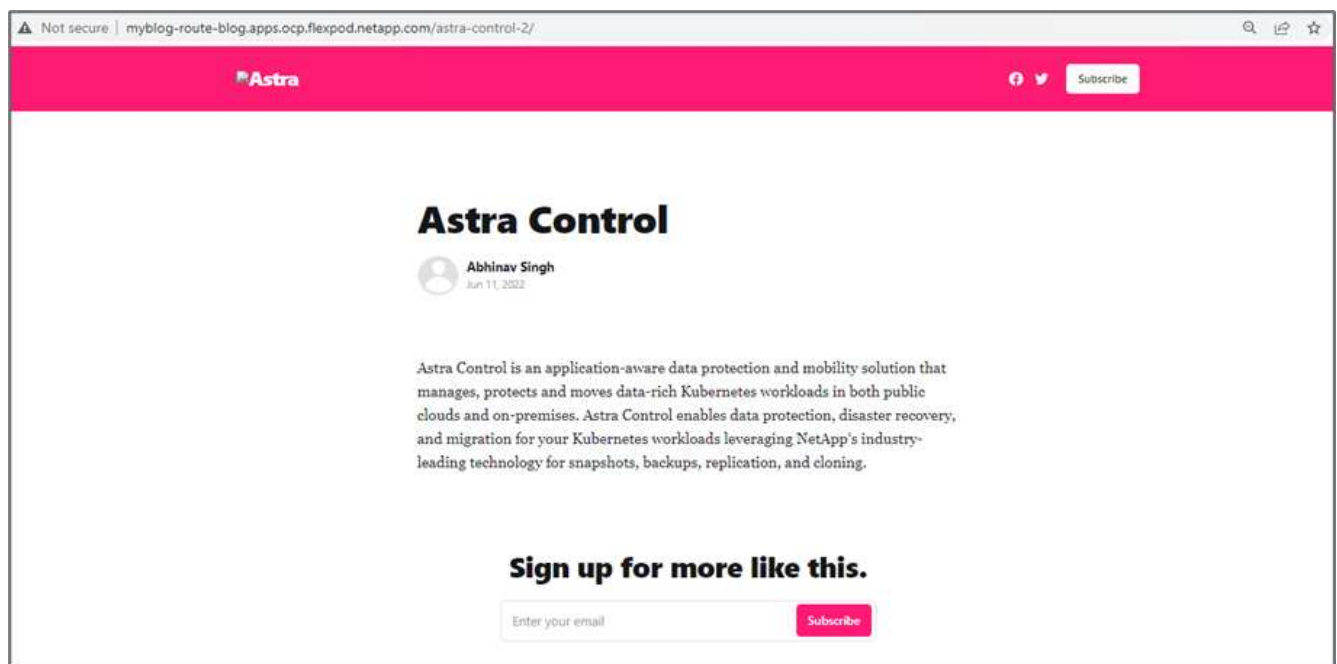 Not secure | myblog-route-blog.apps.ocp.flexpod.netapp.com/astra-control-2/
Astra
Subscribe
Astra Control
Abhinav Singh
Jun 11, 2022
Astra Control is an application-aware data protection and mobility solution that
manages, protects and moves data-rich Kubernetes workloads in both public
clouds and on-premises. Astra Control enables data protection, disaster recovery,
and migration for your Kubernetes workloads leveraging NetApp's industry-
leading technology for snapshots, backups, replication, and cloning.
Sign up for more like this.
Enter your email
Subscribe